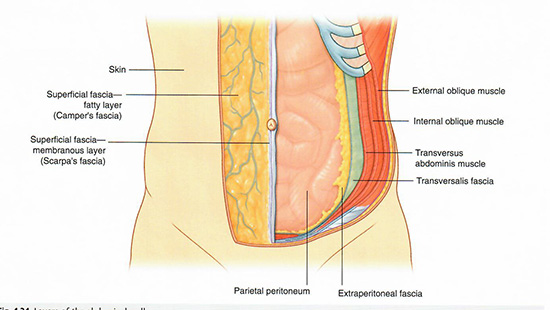 Skin
Superficial fascia—
fatty layer
(Camper's fascia)
Superficial fascia—
membranous layer
(Scarpa's fascia)
External oblique muscle
Internal oblique muscle
Transversus
abdominis muscle
Transversalis fascia
Parietal peritoneum
Extraperitoneal fascia